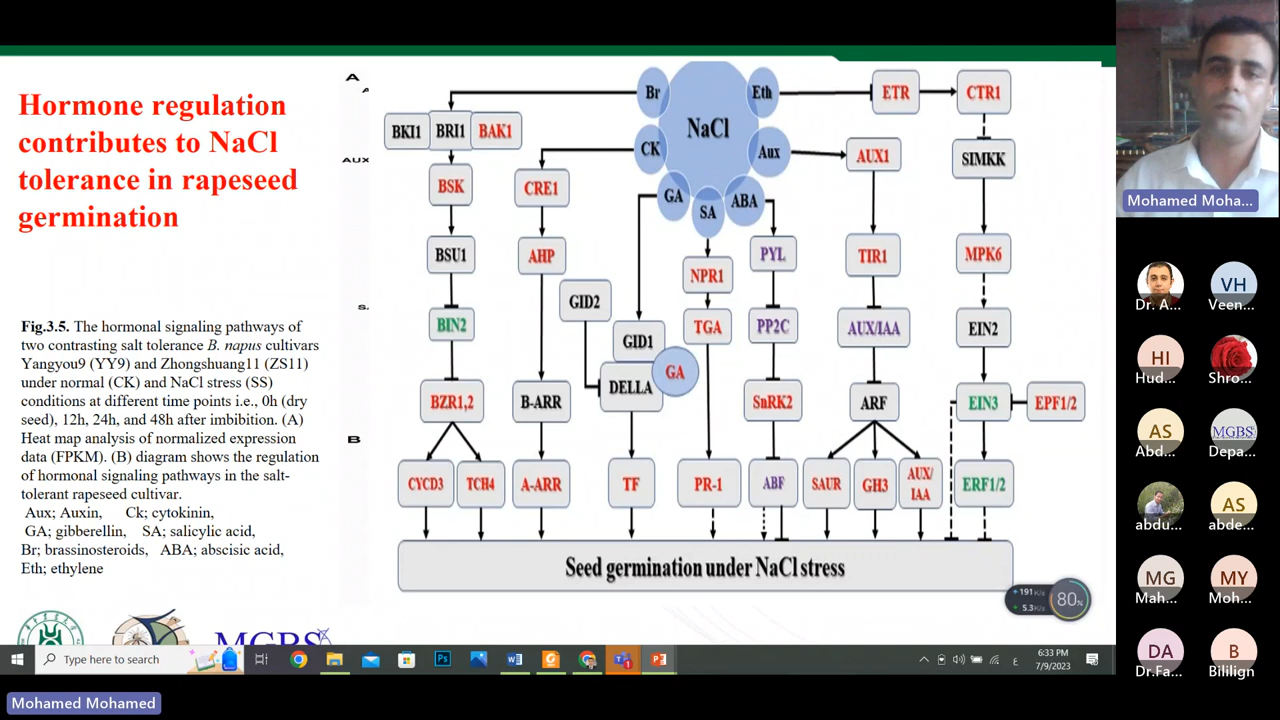 A
Hormone regulation
contributes to NaCl
tolerance in rapeseed
germination
AUX
S.
B
Fig.3.5. The hormonal signaling pathways of
two contrasting salt tolerance B. napus cultivars
Yangyou9 (YY9) and Zhongshuang11 (ZS11)
under normal (CK) and NaCl stress (SS)
conditions at different time points i.e., 0h (dry
seed), 12h, 24h, and 48h after imbibition. (A)
Heat map analysis of normalized expression
data (FPKM). (B) diagram shows the regulation
of hormonal signaling pathways in the salt-
tolerant rapeseed cultivar.
Aux; Auxin, Ck; cytokinin,
GA; gibberellin, SA; salicylic acid,
Br; brassinosteroids, ABA; abscisic acid,
Eth; ethylene
Br NaCl Eth ETR CTR1
BKI1 BRI1 BAK1
CK Aux AUX1 SIMKK
BSK CRE1 GA SA ABA
BSU1 AHP NPR1 PYL TIR1 MPK6
GID2
BIN2 GID1 TGA PP2C AUX/IAA EIN2
GA
BZR1,2 B-ARR DELLA SnRK2 ARF EIN3 EPF1/2
CYCD3 TCH4 A-ARR TF PR-1 ABF SAUR GH3 AUX/
IAA ERF1/2
Seed germination under NaCl stress
191 K/s
5.3 K/s
80%
MGBS
Type here to search
Ps
6:33 PM
7/9/2023
ع
Mohamed Mohamed
Mohamed Moha...
Dr. A...
VH
Veen...
HI
Hud...
Shro...
AS
Abd...
MGBS
Depa...
abdu...
AS
abde...
MG
Mah...
MY
Moh...
DA
Dr.Fa...
B
Bililign